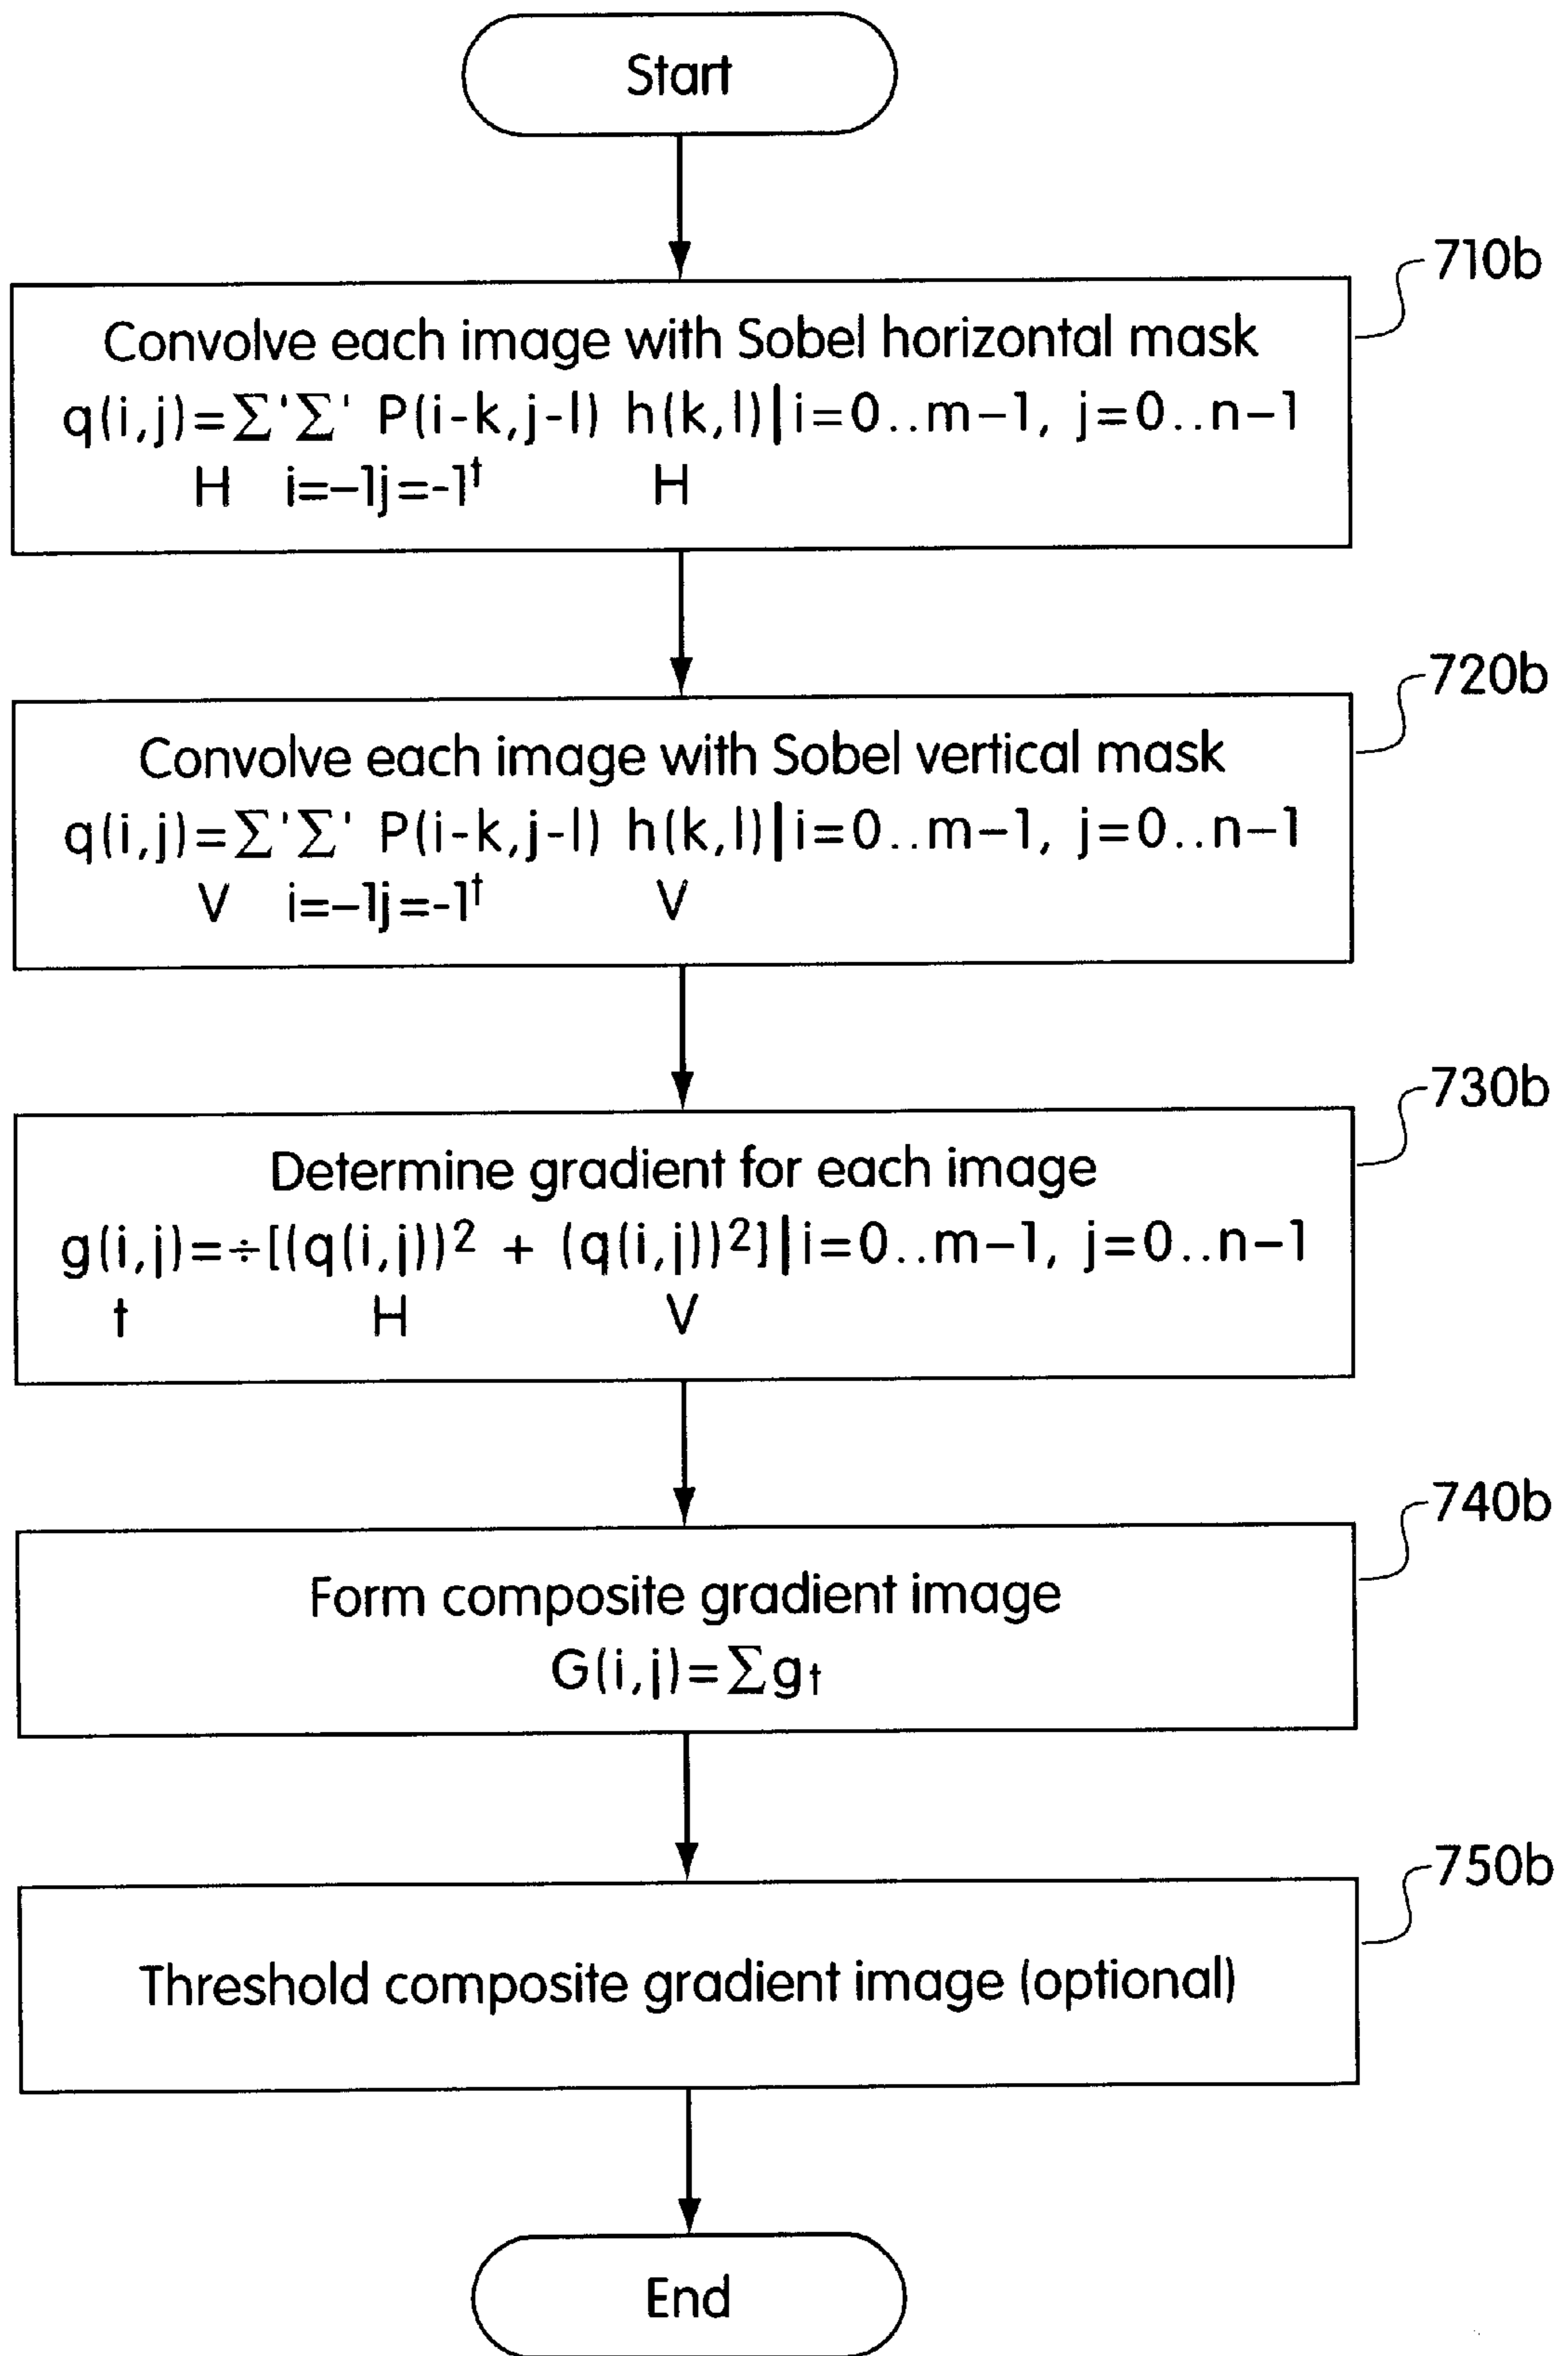 Start
710b
Convolve each image with Sobel horizontal mask
q(i,j)=Σ'Σ' P(i-k,j-l) h(k,l)|i=0..m-1, j=0..n-1
H i=-1j=-1t H
720b
Convolve each image with Sobel vertical mask
q(i,j)=Σ'Σ' P(i-k,j-l) h(k,l)|i=0..m-1, j=0..n-1
V i=-1j=-1t V
730b
Determine gradient for each image
g(i,j)=÷[(q(i,j))² + (q(i,j))²]|i=0..m-1, j=0..n-1
t H V
740b
Form composite gradient image
G(i,j)=Σgt
750b
Threshold composite gradient image (optional)
End